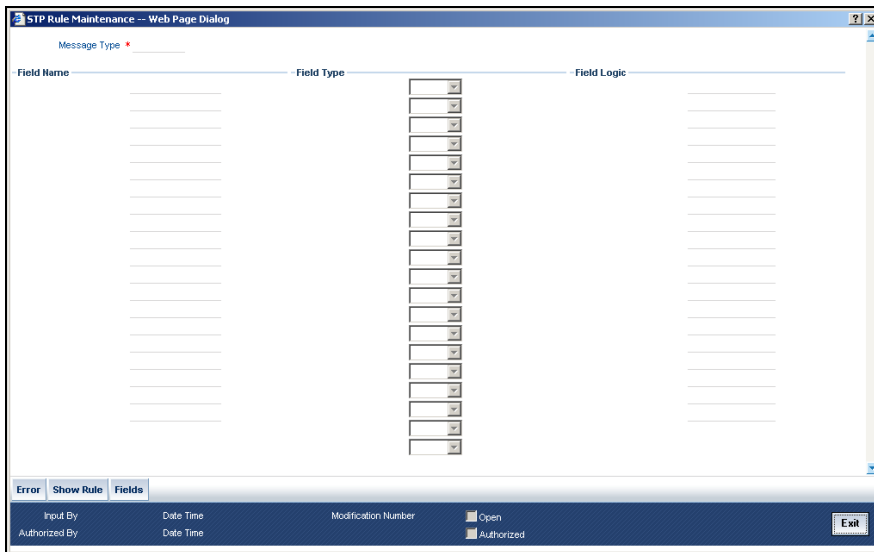 STP Rule Maintenance -- Web Page Dialog
Message Type *
Field Name Field Type Field Logic
Error Show Rule Fields
Input By Date Time Modification Number Open
Authorized By Date Time Authorized
Exit